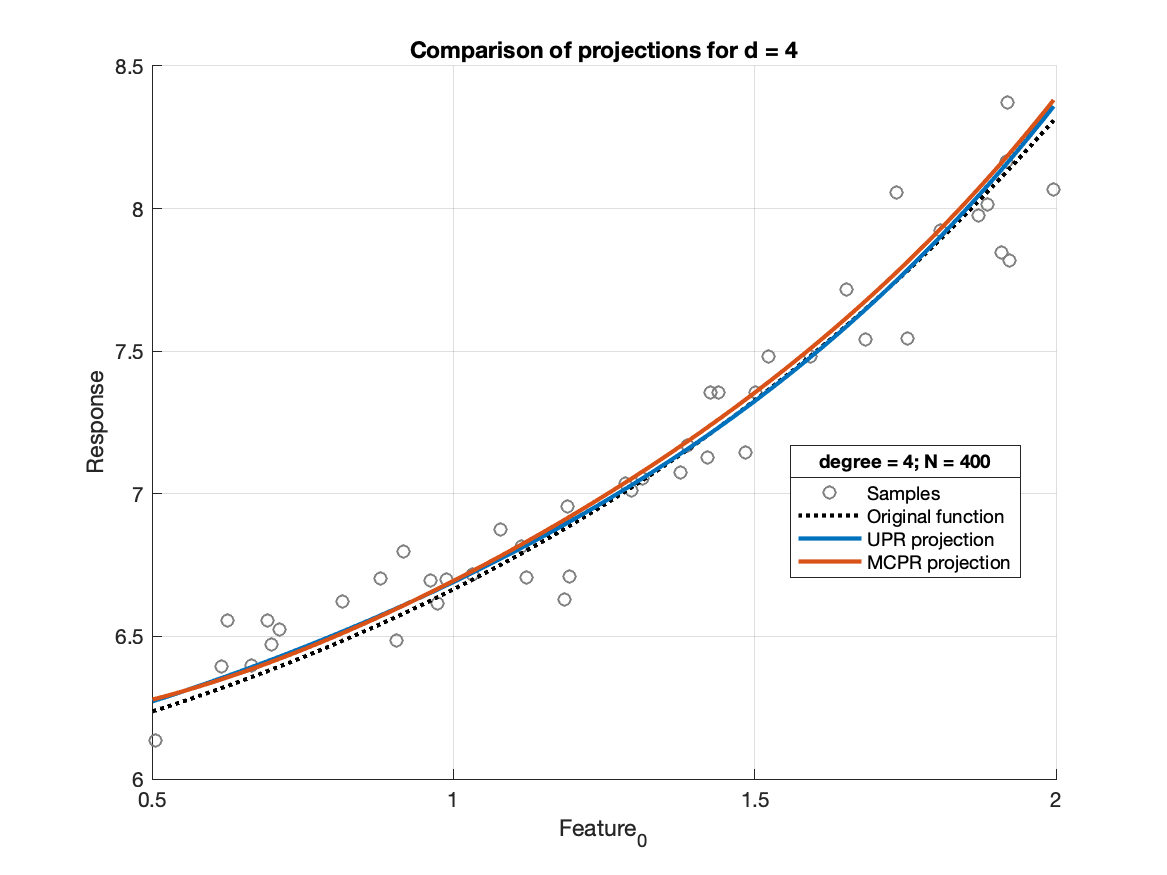 Comparison of projections for d = 4
8.5
8
7.5
7
6.5
6
Response
degree = 4; N = 400
Samples
Original function
UPR projection
MCPR projection
0.5
1
1.5
2
Feature0